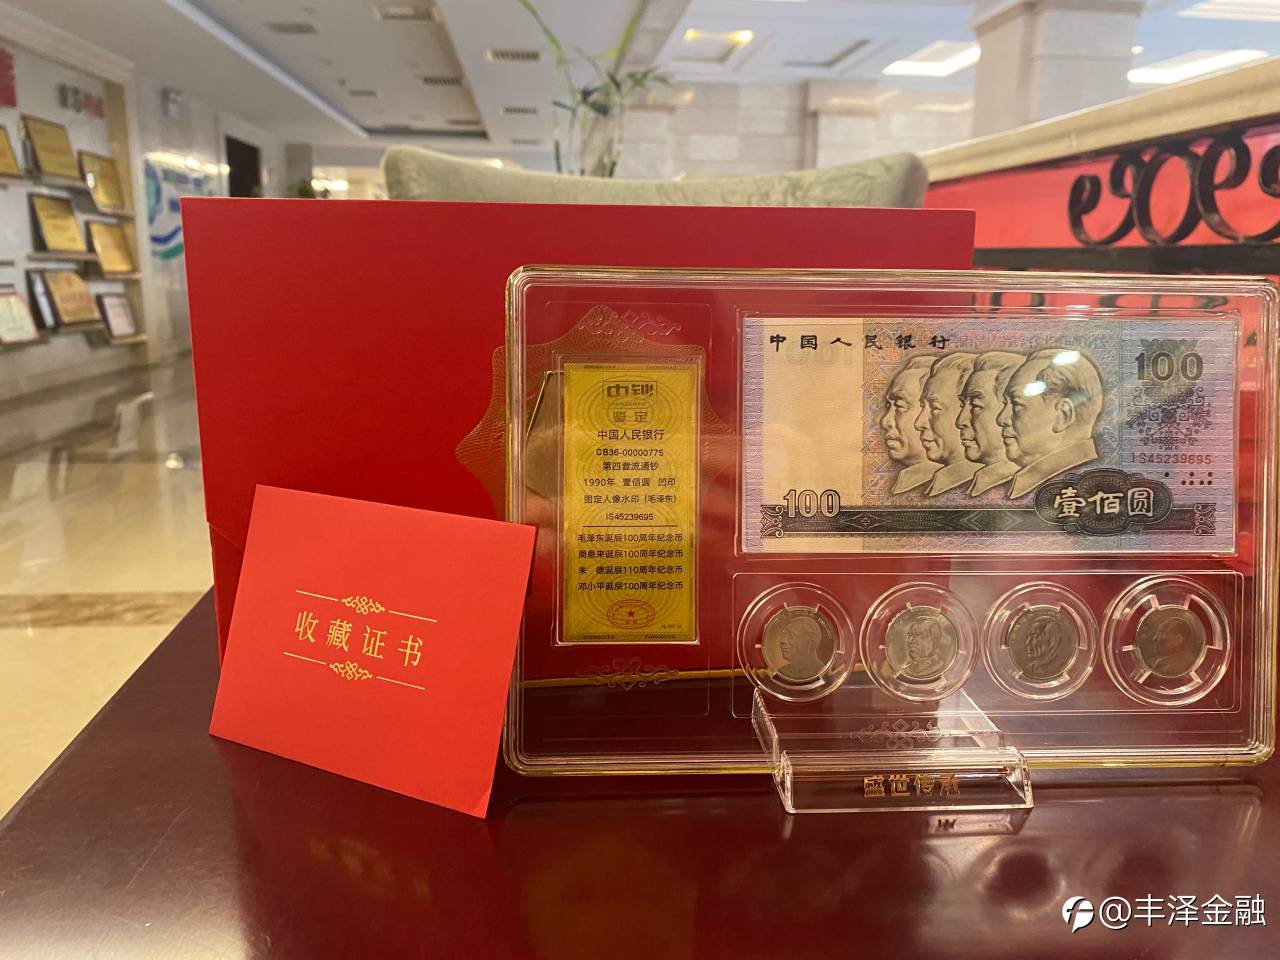 中钞
鉴定
中国人民银行
CB36-00000775
第四套流通钞
1990年 壹佰圆 凹印
固定人像水印（毛泽东）
IS45239695
毛泽东诞辰100周年纪念币
周恩来诞辰100周年纪念币
朱 德诞辰110周年纪念币
邓小平诞辰100周年纪念币
中国人民银行
100
IS45239695
100
壹佰圆
收藏证书
盛世传承
@丰泽金融